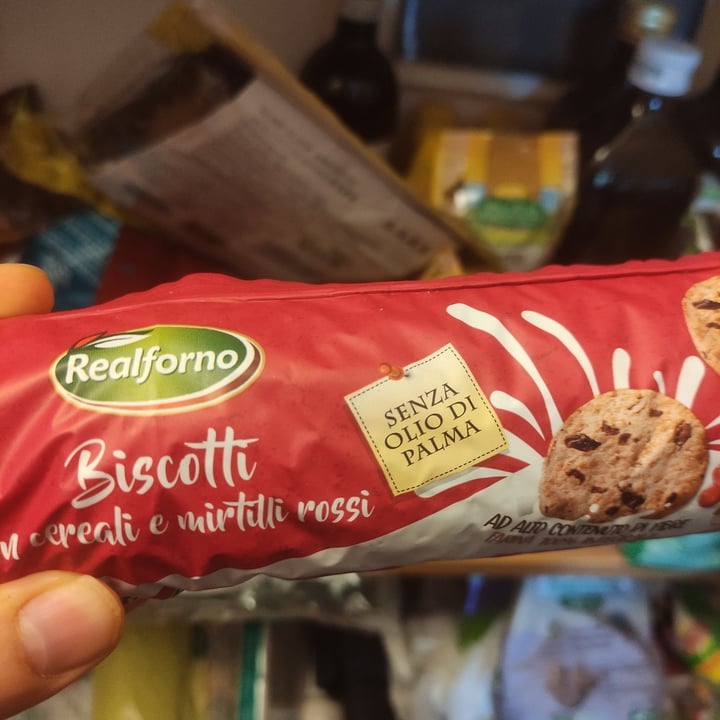 Realforno
Biscotti
n cereali e mirtilli rossi
SENZA
OLIO DI
PALMA
AD ALTO CONTENUTO DI FIBRE